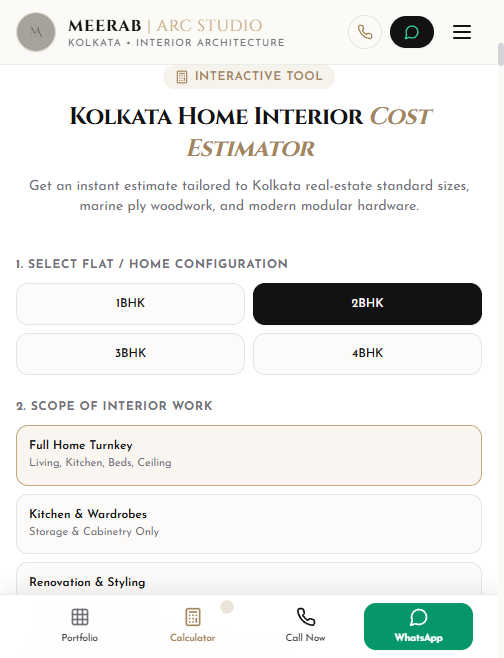 MEERAB | ARC STUDIO
KOLKATA • INTERIOR ARCHITECTURE
INTERACTIVE TOOL
Kolkata Home Interior Cost
Estimator
Get an instant estimate tailored to Kolkata real-estate standard sizes,
marine ply woodwork, and modern modular hardware.
1. SELECT FLAT / HOME CONFIGURATION
1BHK
2BHK
3BHK
4BHK
2. SCOPE OF INTERIOR WORK
Full Home Turnkey
Living, Kitchen, Beds, Ceiling
Kitchen & Wardrobes
Storage & Cabinetry Only
Renovation & Styling
Portfolio
Calculator
Call Now
WhatsApp